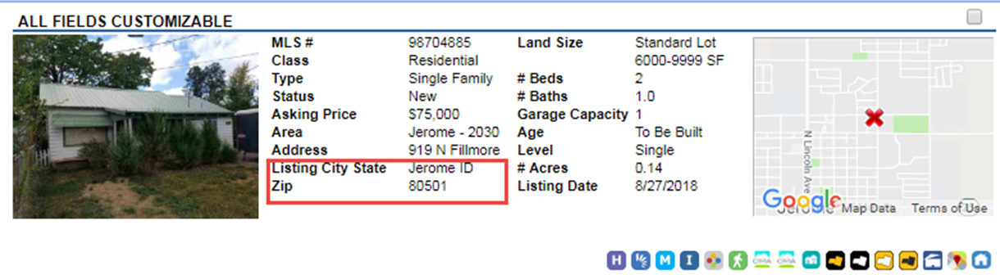 ALL FIELDS CUSTOMIZABLE
MLS # 98704885
Class Residential
Type Single Family
Status New
Asking Price $75,000
Area Jerome - 2030
Address 919 N Fillmore
Listing City State Jerome ID
Zip 80501
Land Size Standard Lot
6000-9999 SF
# Beds 2
# Baths 1.0
Garage Capacity 1
Age To Be Built
Level Single
# Acres 0.14
Listing Date 8/27/2018
N Lincoln Ave
Google
Jerome
Map Data Terms of Use
H M I CMA CMA